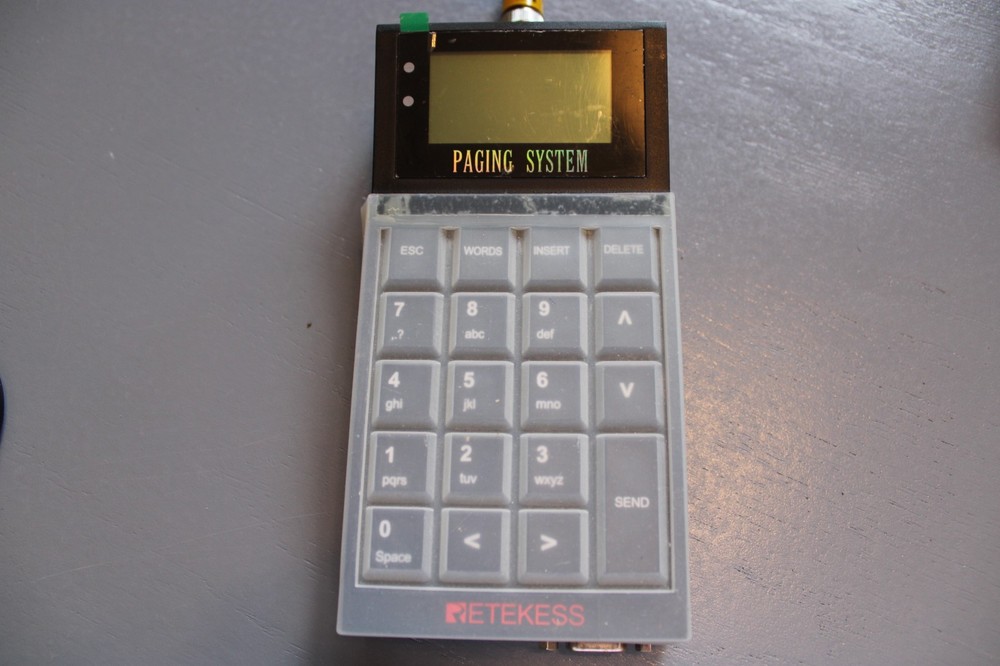 PAGING SYSTEM
ESC WORDS INSERT DELETE
7 8 9 ʌ
,.? abc def
4 5 6 v
ghi jkl mno
1 2 3
pqrs tuv wxyz
SEND
0 < >
Space
RETEKESS